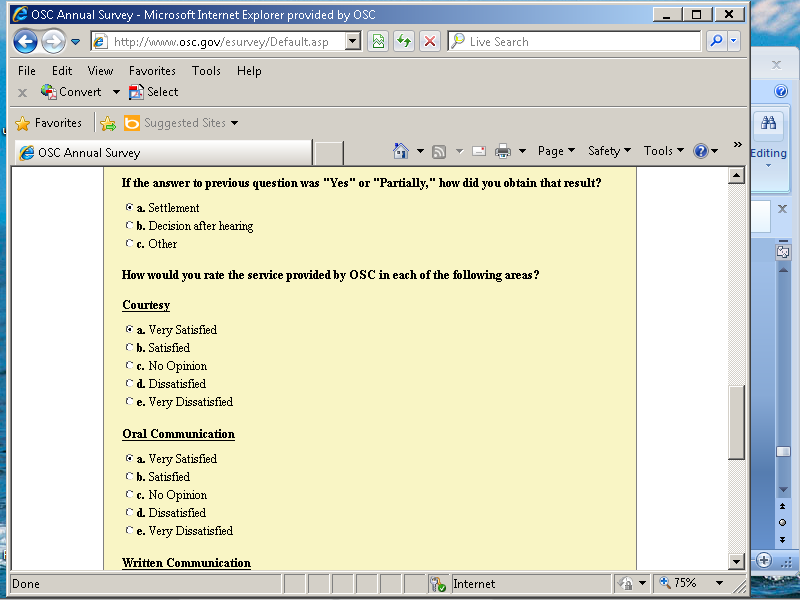 OSC Annual Survey - Microsoft Internet Explorer provided by OSC
http://www.osc.gov/esurvey/Default.asp
Live Search
File Edit View Favorites Tools Help
x Convert Select
Favorites Suggested Sites
OSC Annual Survey
Page Safety Tools »
Editing
If the answer to previous question was "Yes" or "Partially," how did you obtain that result?
a. Settlement
b. Decision after hearing
c. Other
How would you rate the service provided by OSC in each of the following areas?
Courtesy
a. Very Satisfied
b. Satisfied
c. No Opinion
d. Dissatisfied
e. Very Dissatisfied
Oral Communication
a. Very Satisfied
b. Satisfied
c. No Opinion
d. Dissatisfied
e. Very Dissatisfied
Written Communication
Done Internet 75%